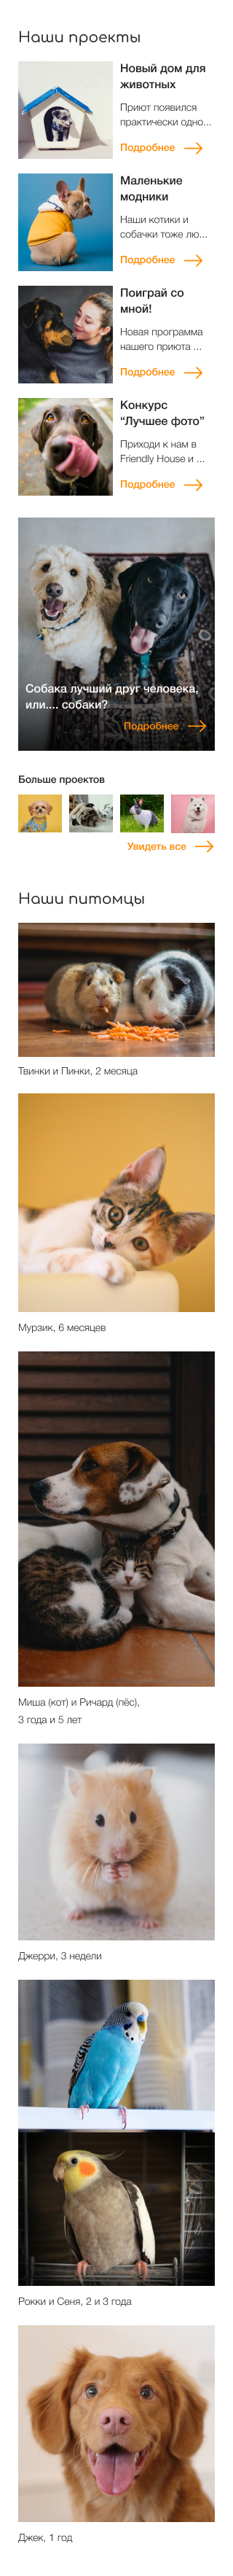 Наши проекты
Новый дом для
животных
Приют появился
практически одно...
Подробнее
Маленькие
модники
Наши котики и
собачки тоже лю...
Подробнее
Поиграй со
мной!
Новая программа
нашего приюта ...
Подробнее
Конкурс
“Лучшее фото”
Приходи к нам в
Friendly House и ...
Подробнее
Собака лучший друг человека,
или.... собаки?
Подробнее
Больше проектов
Увидеть все
Наши питомцы
Твинки и Пинки, 2 месяца
Мурзик, 6 месяцев
Миша (кот) и Ричард (пёс),
3 года и 5 лет
Джерри, 3 недели
Рокки и Сеня, 2 и 3 года
Джек, 1 год